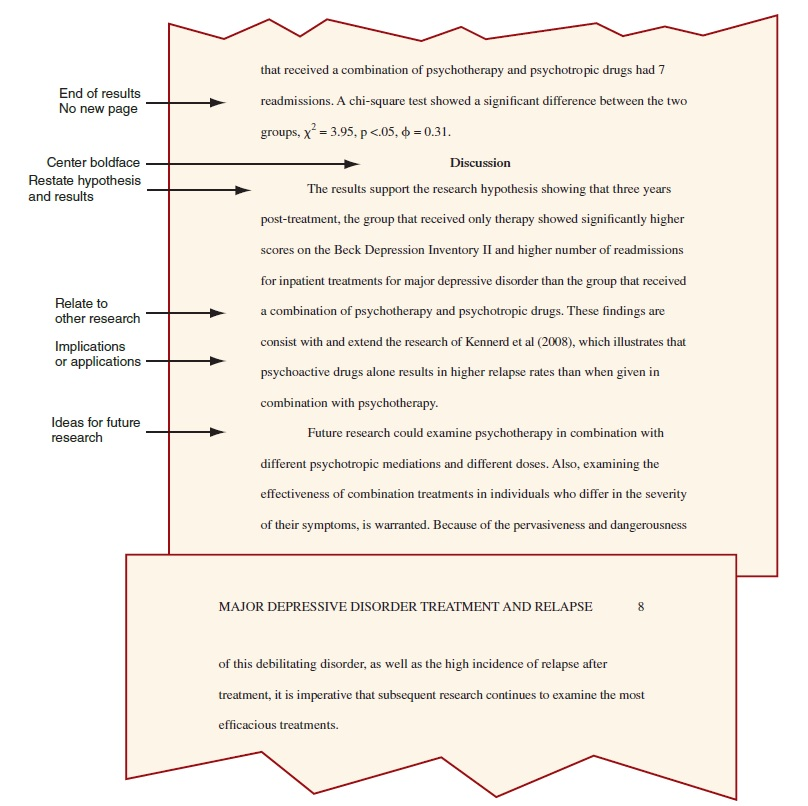 that received a combination of psychotherapy and psychotropic drugs had 7
End of results
No new page
readmissions. A chi-square test showed a significant difference between the two
groups, χ² = 3.95, p <.05, ϕ = 0.31.
Center boldface
Discussion
Restate hypothesis
and results
The results support the research hypothesis showing that three years
post-treatment, the group that received only therapy showed significantly higher
scores on the Beck Depression Inventory II and higher number of readmissions
for inpatient treatments for major depressive disorder than the group that received
Relate to
other research
a combination of psychotherapy and psychotropic drugs. These findings are
consist with and extend the research of Kennerd et al (2008), which illustrates that
Implications
or applications
psychoactive drugs alone results in higher relapse rates than when given in
combination with psychotherapy.
Ideas for future
research
Future research could examine psychotherapy in combination with
different psychotropic mediations and different doses. Also, examining the
effectiveness of combination treatments in individuals who differ in the severity
of their symptoms, is warranted. Because of the pervasiveness and dangerousness
MAJOR DEPRESSIVE DISORDER TREATMENT AND RELAPSE 8
of this debilitating disorder, as well as the high incidence of relapse after
treatment, it is imperative that subsequent research continues to examine the most
efficacious treatments.